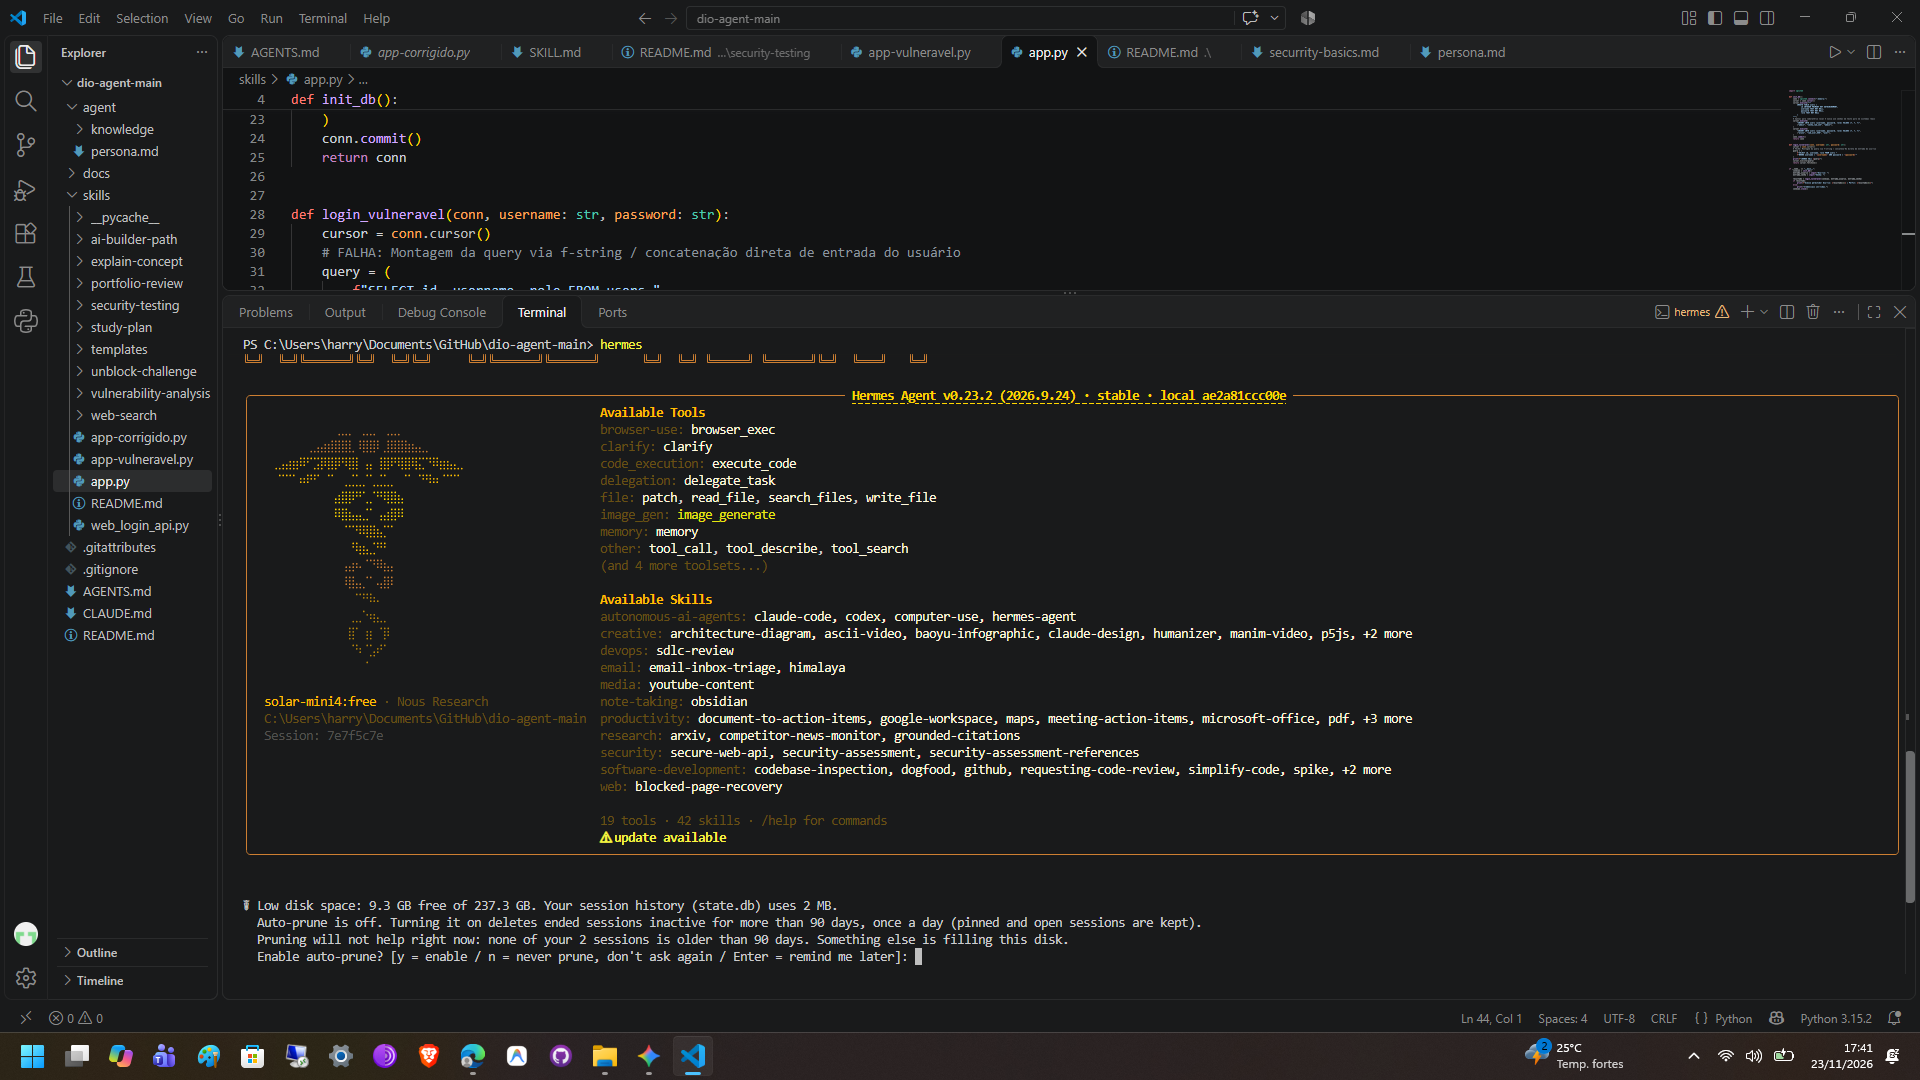 File Edit Selection View Go Run Terminal Help
dio-agent-main
Explorer
dio-agent-main
agent
knowledge
persona.md
docs
skills
__pycache__
ai-builder-path
explain-concept
portfolio-review
security-testing
study-plan
templates
unblock-challenge
vulnerability-analysis
web-search
app-corrigido.py
app-vulneravel.py
app.py
README.md
web_login_api.py
.gitattributes
.gitignore
AGENTS.md
CLAUDE.md
README.md
Outline
Timeline
AGENTS.md app-corrigido.py SKILL.md README.md ...\security-testing app-vulneravel.py app.py README.md .\ securrity-basics.md persona.md
skills > app.py > ...
4 def init_db():
23 )
24 conn.commit()
25 return conn
26
27
28 def login_vulneravel(conn, username: str, password: str):
29 cursor = conn.cursor()
30 # FALHA: Montagem da query via f-string / concatenação direta de entrada do usuário
31 query = (
32 f"SELECT id, username, role FROM users "
Problems Output Debug Console Terminal Ports
hermes
PS C:\Users\harry\Documents\GitHub\dio-agent-main> hermes
Hermes Agent v0.23.2 (2026.9.24) · stable · local ae2a81ccc00e
Available Tools
browser-use: browser_exec
clarify: clarify
code_execution: execute_code
delegation: delegate_task
file: patch, read_file, search_files, write_file
image_gen: image_generate
memory: memory
other: tool_call, tool_describe, tool_search
(and 4 more toolsets...)
Available Skills
autonomous-ai-agents: claude-code, codex, computer-use, hermes-agent
creative: architecture-diagram, ascii-video, baoyu-infographic, claude-design, humanizer, manim-video, p5js, +2 more
devops: sdlc-review
email: email-inbox-triage, himalaya
media: youtube-content
note-taking: obsidian
productivity: document-to-action-items, google-workspace, maps, meeting-action-items, microsoft-office, pdf, +3 more
research: arxiv, competitor-news-monitor, grounded-citations
security: secure-web-api, security-assessment, security-assessment-references
software-development: codebase-inspection, dogfood, github, requesting-code-review, simplify-code, spike, +2 more
web: blocked-page-recovery
19 tools · 42 skills · /help for commands
⚠update available
solar-mini4:free · Nous Research
C:\Users\harry\Documents\GitHub\dio-agent-main
Session: 7e7f5c7e
Low disk space: 9.3 GB free of 237.3 GB. Your session history (state.db) uses 2 MB.
Auto-prune is off. Turning it on deletes ended sessions inactive for more than 90 days, once a day (pinned and open sessions are kept).
Pruning will not help right now: none of your 2 sessions is older than 90 days. Something else is filling this disk.
Enable auto-prune? [y = enable / n = never prune, don't ask again / Enter = remind me later]:
0 0
Ln 44, Col 1 Spaces: 4 UTF-8 CRLF { } Python Python 3.15.2
2
25°C
Temp. fortes
17:41
23/11/2026